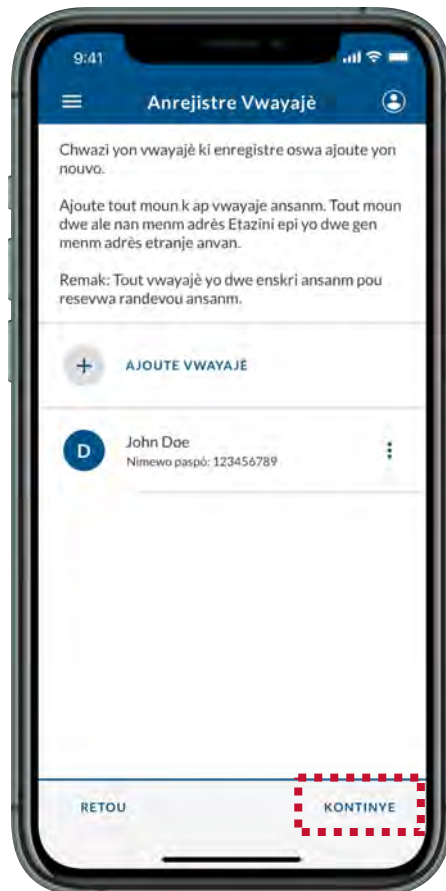 9:41
Anrejistre Vwayajè
Chwazi yon vwayajè ki enregistre oswa ajoute yon
nouvo.
Ajoute tout moun k ap vwayaje ansanm. Tout moun
dwe ale nan menm adrès Etazini epi yo dwe gen
menm adrès etranje anvan.
Remak: Tout vwayajè yo dwe enskri ansanm pou
resevwa randevou ansanm.
+ AJOUTE VWAYAJÈ
D John Doe
Nimewo paspò: 123456789
RETOU KONTINYE